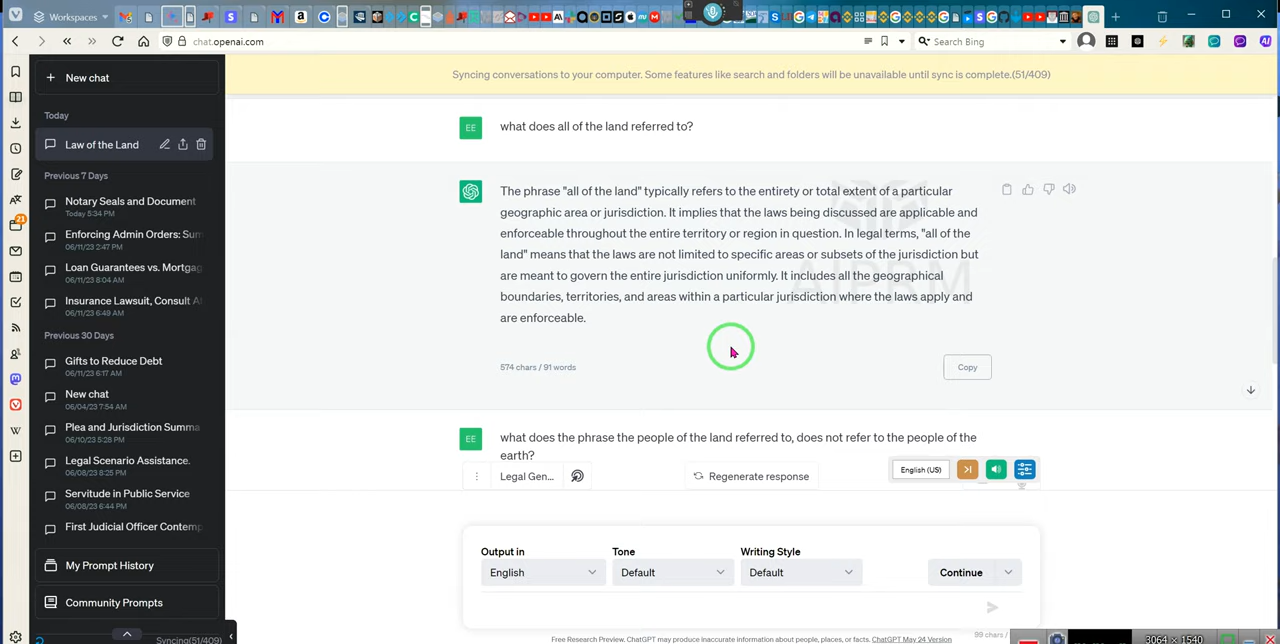 Workspaces
chat.openai.com
Search Bing
New chat
Syncing conversations to your computer. Some features like search and folders will be unavailable until sync is complete.(51/409)
Today
Law of the Land
Previous 7 Days
Notary Seals and Document
Today 5:34 PM
Enforcing Admin Orders: Sum
06/11/23 2:47 PM
Loan Guarantees vs. Mortgag
06/11/23 8:04 AM
Insurance Lawsuit, Consult A
06/11/23 6:49 AM
Previous 30 Days
Gifts to Reduce Debt
06/11/23 6:17 AM
New chat
06/04/23 7:54 AM
Plea and Jurisdiction Summa
06/10/23 5:28 PM
Legal Scenario Assistance.
06/08/23 8:25 PM
Servitude in Public Service
06/08/23 6:44 PM
First Judicial Officer Contemp
My Prompt History
Community Prompts
Syncing(51/409)
21
EE
what does all of the land referred to?
The phrase "all of the land" typically refers to the entirety or total extent of a particular
geographic area or jurisdiction. It implies that the laws being discussed are applicable and
enforceable throughout the entire territory or region in question. In legal terms, "all of the
land" means that the laws are not limited to specific areas or subsets of the jurisdiction but
are meant to govern the entire jurisdiction uniformly. It includes all the geographical
boundaries, territories, and areas within a particular jurisdiction where the laws apply and
are enforceable.
AIPRM
574 chars / 91 words
Copy
EE
what does the phrase the people of the land referred to, does not refer to the people of the
earth?
Legal Gen...
Regenerate response
English (US)
Output in
Tone
Writing Style
English
Default
Default
Continue
99 chars /
Free Research Preview. ChatGPT may produce inaccurate information about people, places, or facts. ChatGPT May 24 Version
3064 × 1540